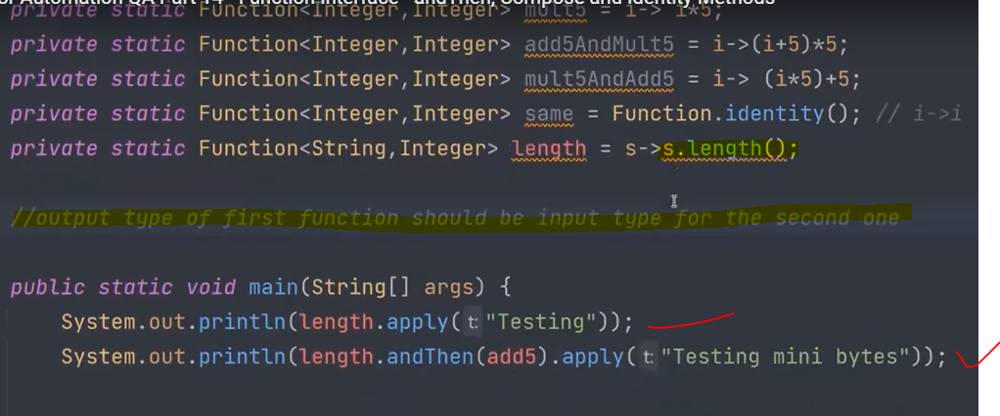 or Automation QA Part 14 - Function Interface - andThen, Compose and Identity Methods
private static Function<Integer,Integer> mult5 = i-> i*5;
private static Function<Integer,Integer> add5AndMult5 = i->(i+5)*5;
private static Function<Integer,Integer> mult5AndAdd5 = i-> (i*5)+5;
private static Function<Integer,Integer> same = Function.identity(); // i->i
private static Function<String,Integer> length = s->s.length();
//output type of first function should be input type for the second one
public static void main(String[] args) {
System.out.println(length.apply( t: "Testing"));
System.out.println(length.andThen(add5).apply( t: "Testing mini bytes"));